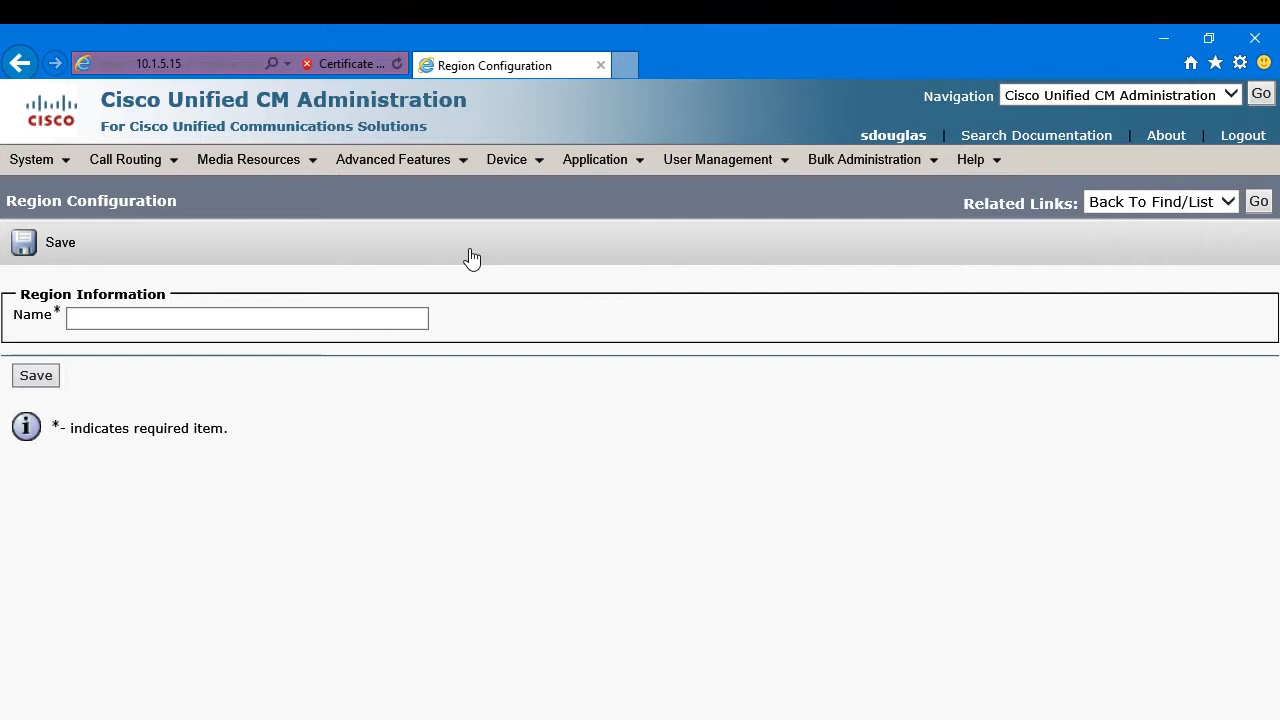 10.1.5.15
Certificate ...
Region Configuration
Cisco Unified CM Administration
For Cisco Unified Communications Solutions
CISCO
Navigation Cisco Unified CM Administration Go
sdouglas | Search Documentation | About | Logout
System Call Routing Media Resources Advanced Features Device Application User Management Bulk Administration Help
Region Configuration
Related Links: Back To Find/List Go
Save
Region Information
Name*
Save
*- indicates required item.